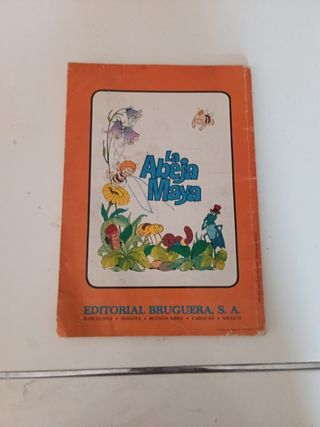 La
Abeja
Maya
EDITORIAL BRUGUERA, S. A.
BARCELONA • BOGOTA • BUENOS AIRES • CARACAS • MEXICO